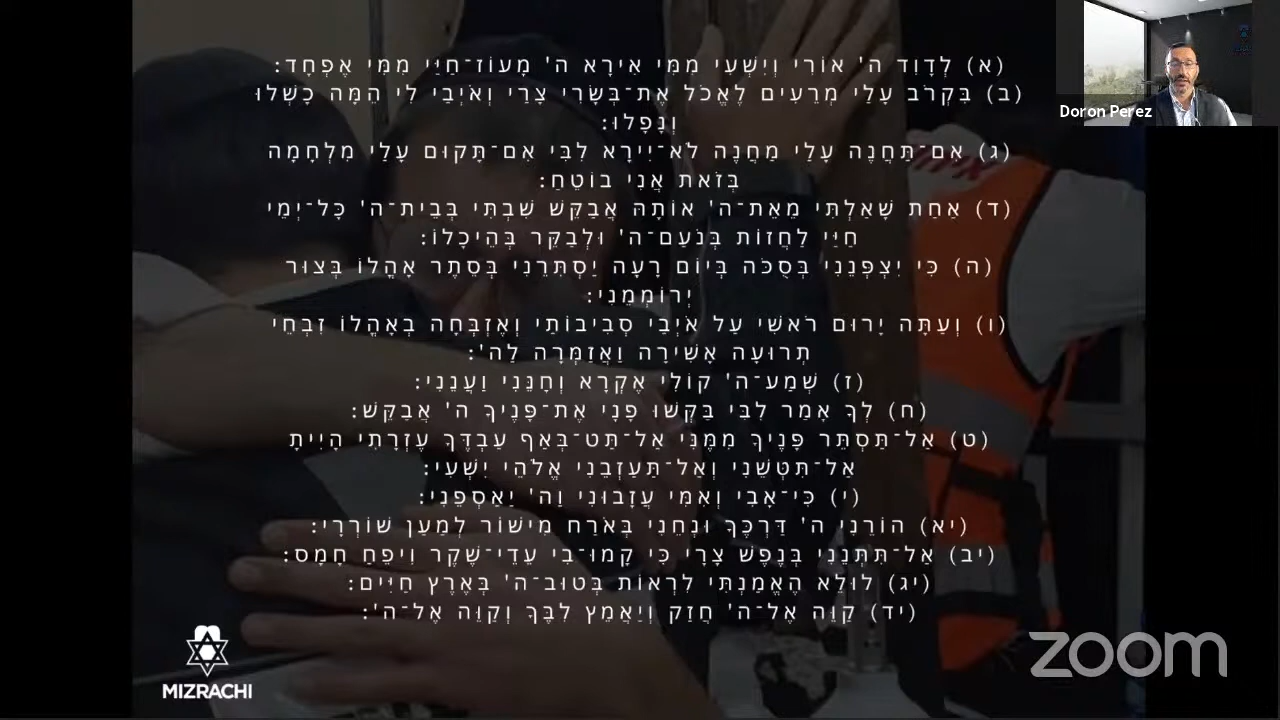 (א) לְדָוִד ה' אוֹרִי וְיִשְׁעִי מִמִּי אִירָא ה' מָעוֹז־חַיַּי מִמִּי אֶפְחָד:
(ב) בִּקְרֹב עָלַי מְרֵעִים לֶאֱכֹל אֶת־בְּשָׂרִי צָרַי וְאֹיְבַי לִי הֵמָּה כָשְׁלוּ
וְנָפָלוּ:
(ג) אִם־תַּחֲנֶה עָלַי מַחֲנֶה לֹא־יִירָא לִבִּי אִם־תָּקוּם עָלַי מִלְחָמָה
בְּזֹאת אֲנִי בוֹטֵחַ:
(ד) אַחַת שָׁאַלְתִּי מֵאֵת־ה' אוֹתָהּ אֲבַקֵּשׁ שִׁבְתִּי בְּבֵית־ה' כָּל־יְמֵי
חַיַּי לַחֲזוֹת בְּנֹעַם־ה' וּלְבַקֵּר בְּהֵיכָלוֹ:
(ה) כִּי יִצְפְּנֵנִי בְּסֻכֹּה בְּיוֹם רָעָה יַסְתִּרֵנִי בְּסֵתֶר אָהֳלוֹ בְּצוּר
יְרוֹמְמֵנִי:
(ו) וְעַתָּה יָרוּם רֹאשִׁי עַל אֹיְבַי סְבִיבוֹתַי וְאֶזְבְּחָה בְאָהֳלוֹ זִבְחֵי
תְרוּעָה אָשִׁירָה וַאֲזַמְּרָה לַה':
(ז) שְׁמַע־ה' קוֹלִי אֶקְרָא וְחָנֵּנִי וַעֲנֵנִי:
(ח) לְךָ אָמַר לִבִּי בַּקְּשׁוּ פָנָי אֶת־פָּנֶיךָ ה' אֲבַקֵּשׁ:
(ט) אַל־תַּסְתֵּר פָּנֶיךָ מִמֶּנִּי אַל־תַּט־בְּאַף עַבְדֶּךָ עֶזְרָתִי הָיִיתָ
אַל־תִּטְּשֵׁנִי וְאַל־תַּעַזְבֵנִי אֱלֹהֵי יִשְׁעִי:
(י) כִּי־אָבִי וְאִמִּי עֲזָבוּנִי וַה' יַאַסְפֵנִי:
(יא) הוֹרֵנִי ה' דַּרְכֶּךָ וּנְחֵנִי בְּאֹרַח מִישׁוֹר לְמַעַן שׁוֹרְרָי:
(יב) אַל־תִּתְּנֵנִי בְּנֶפֶשׁ צָרָי כִּי קָמוּ־בִי עֵדֵי־שֶׁקֶר וִיפֵחַ חָמָס:
(יג) לוּלֵא הֶאֱמַנְתִּי לִרְאוֹת בְּטוּב־ה' בְּאֶרֶץ חַיִּים:
(יד) קַוֵּה אֶל־ה' חֲזַק וְיַאֲמֵץ לִבֶּךָ וְקַוֵּה אֶל־ה':
Doron Perez
MIZRACHI
zoom